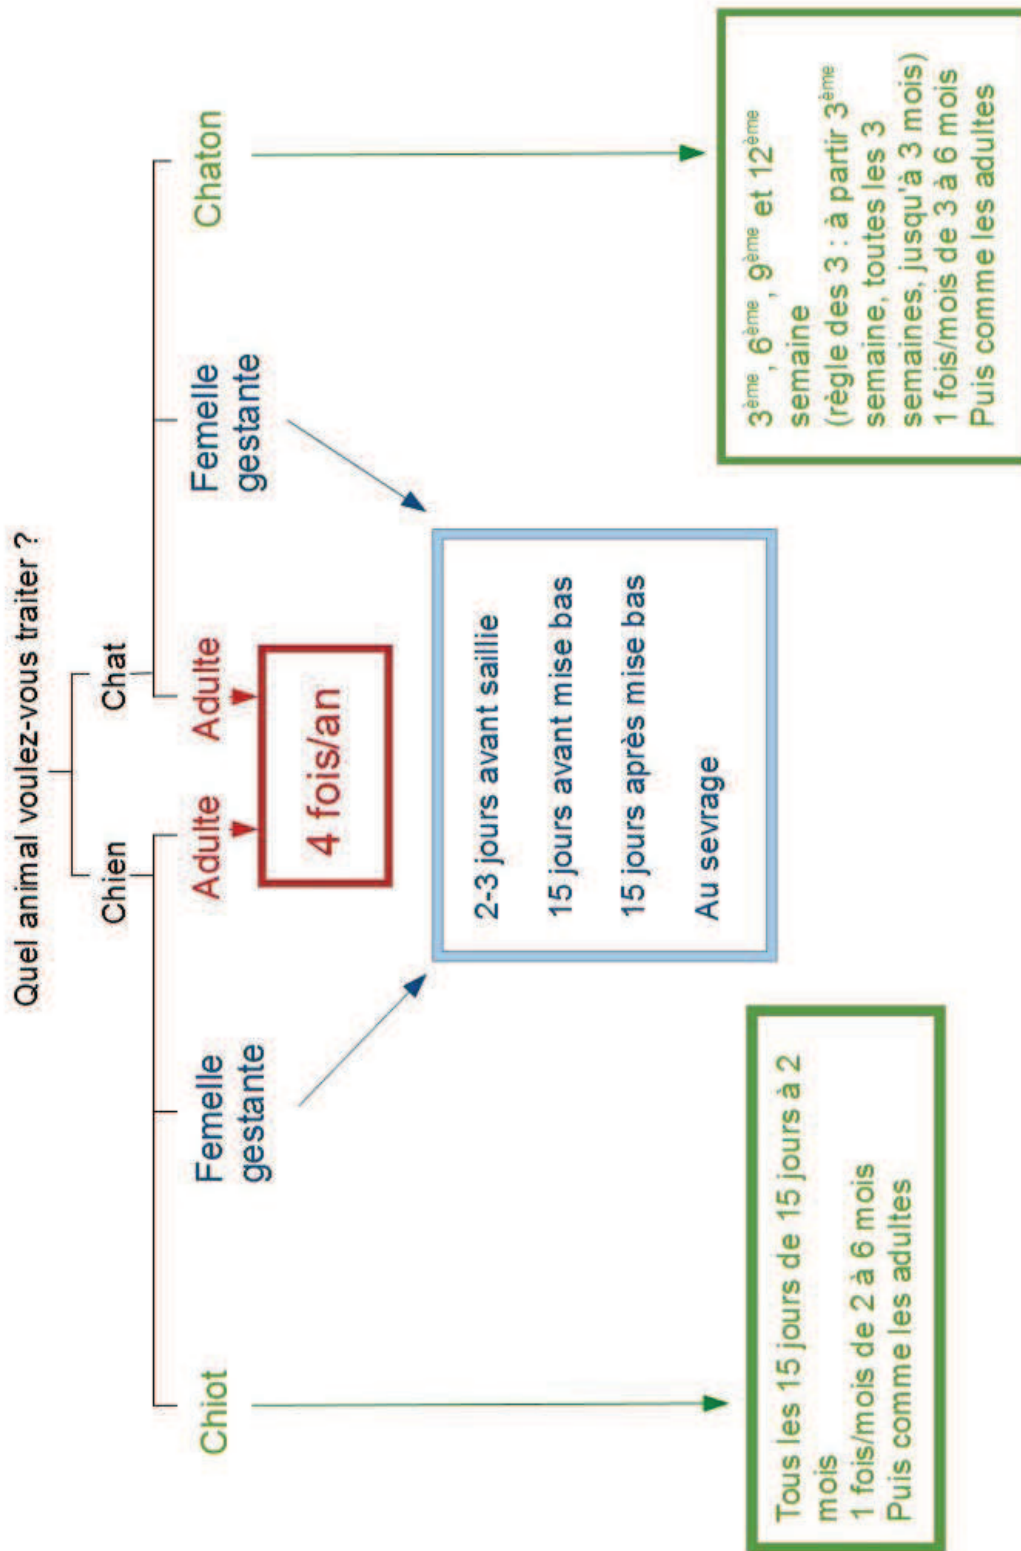 Quel animal voulez-vous traiter ?
Chien
Chat
Chiot
Femelle
gestante
Adulte
Adulte
Femelle
gestante
Chaton
4 fois/an
2-3 jours avant saillie
15 jours avant mise bas
15 jours après mise bas
Au sevrage
Tous les 15 jours de 15 jours à 2
mois
1 fois/mois de 2 à 6 mois
Puis comme les adultes
3ème, 6ème, 9ème et 12ème
semaine
(règle des 3 : à partir 3ème
semaine, toutes les 3
semaines, jusqu'à 3 mois)
1 fois/mois de 3 à 6 mois
Puis comme les adultes